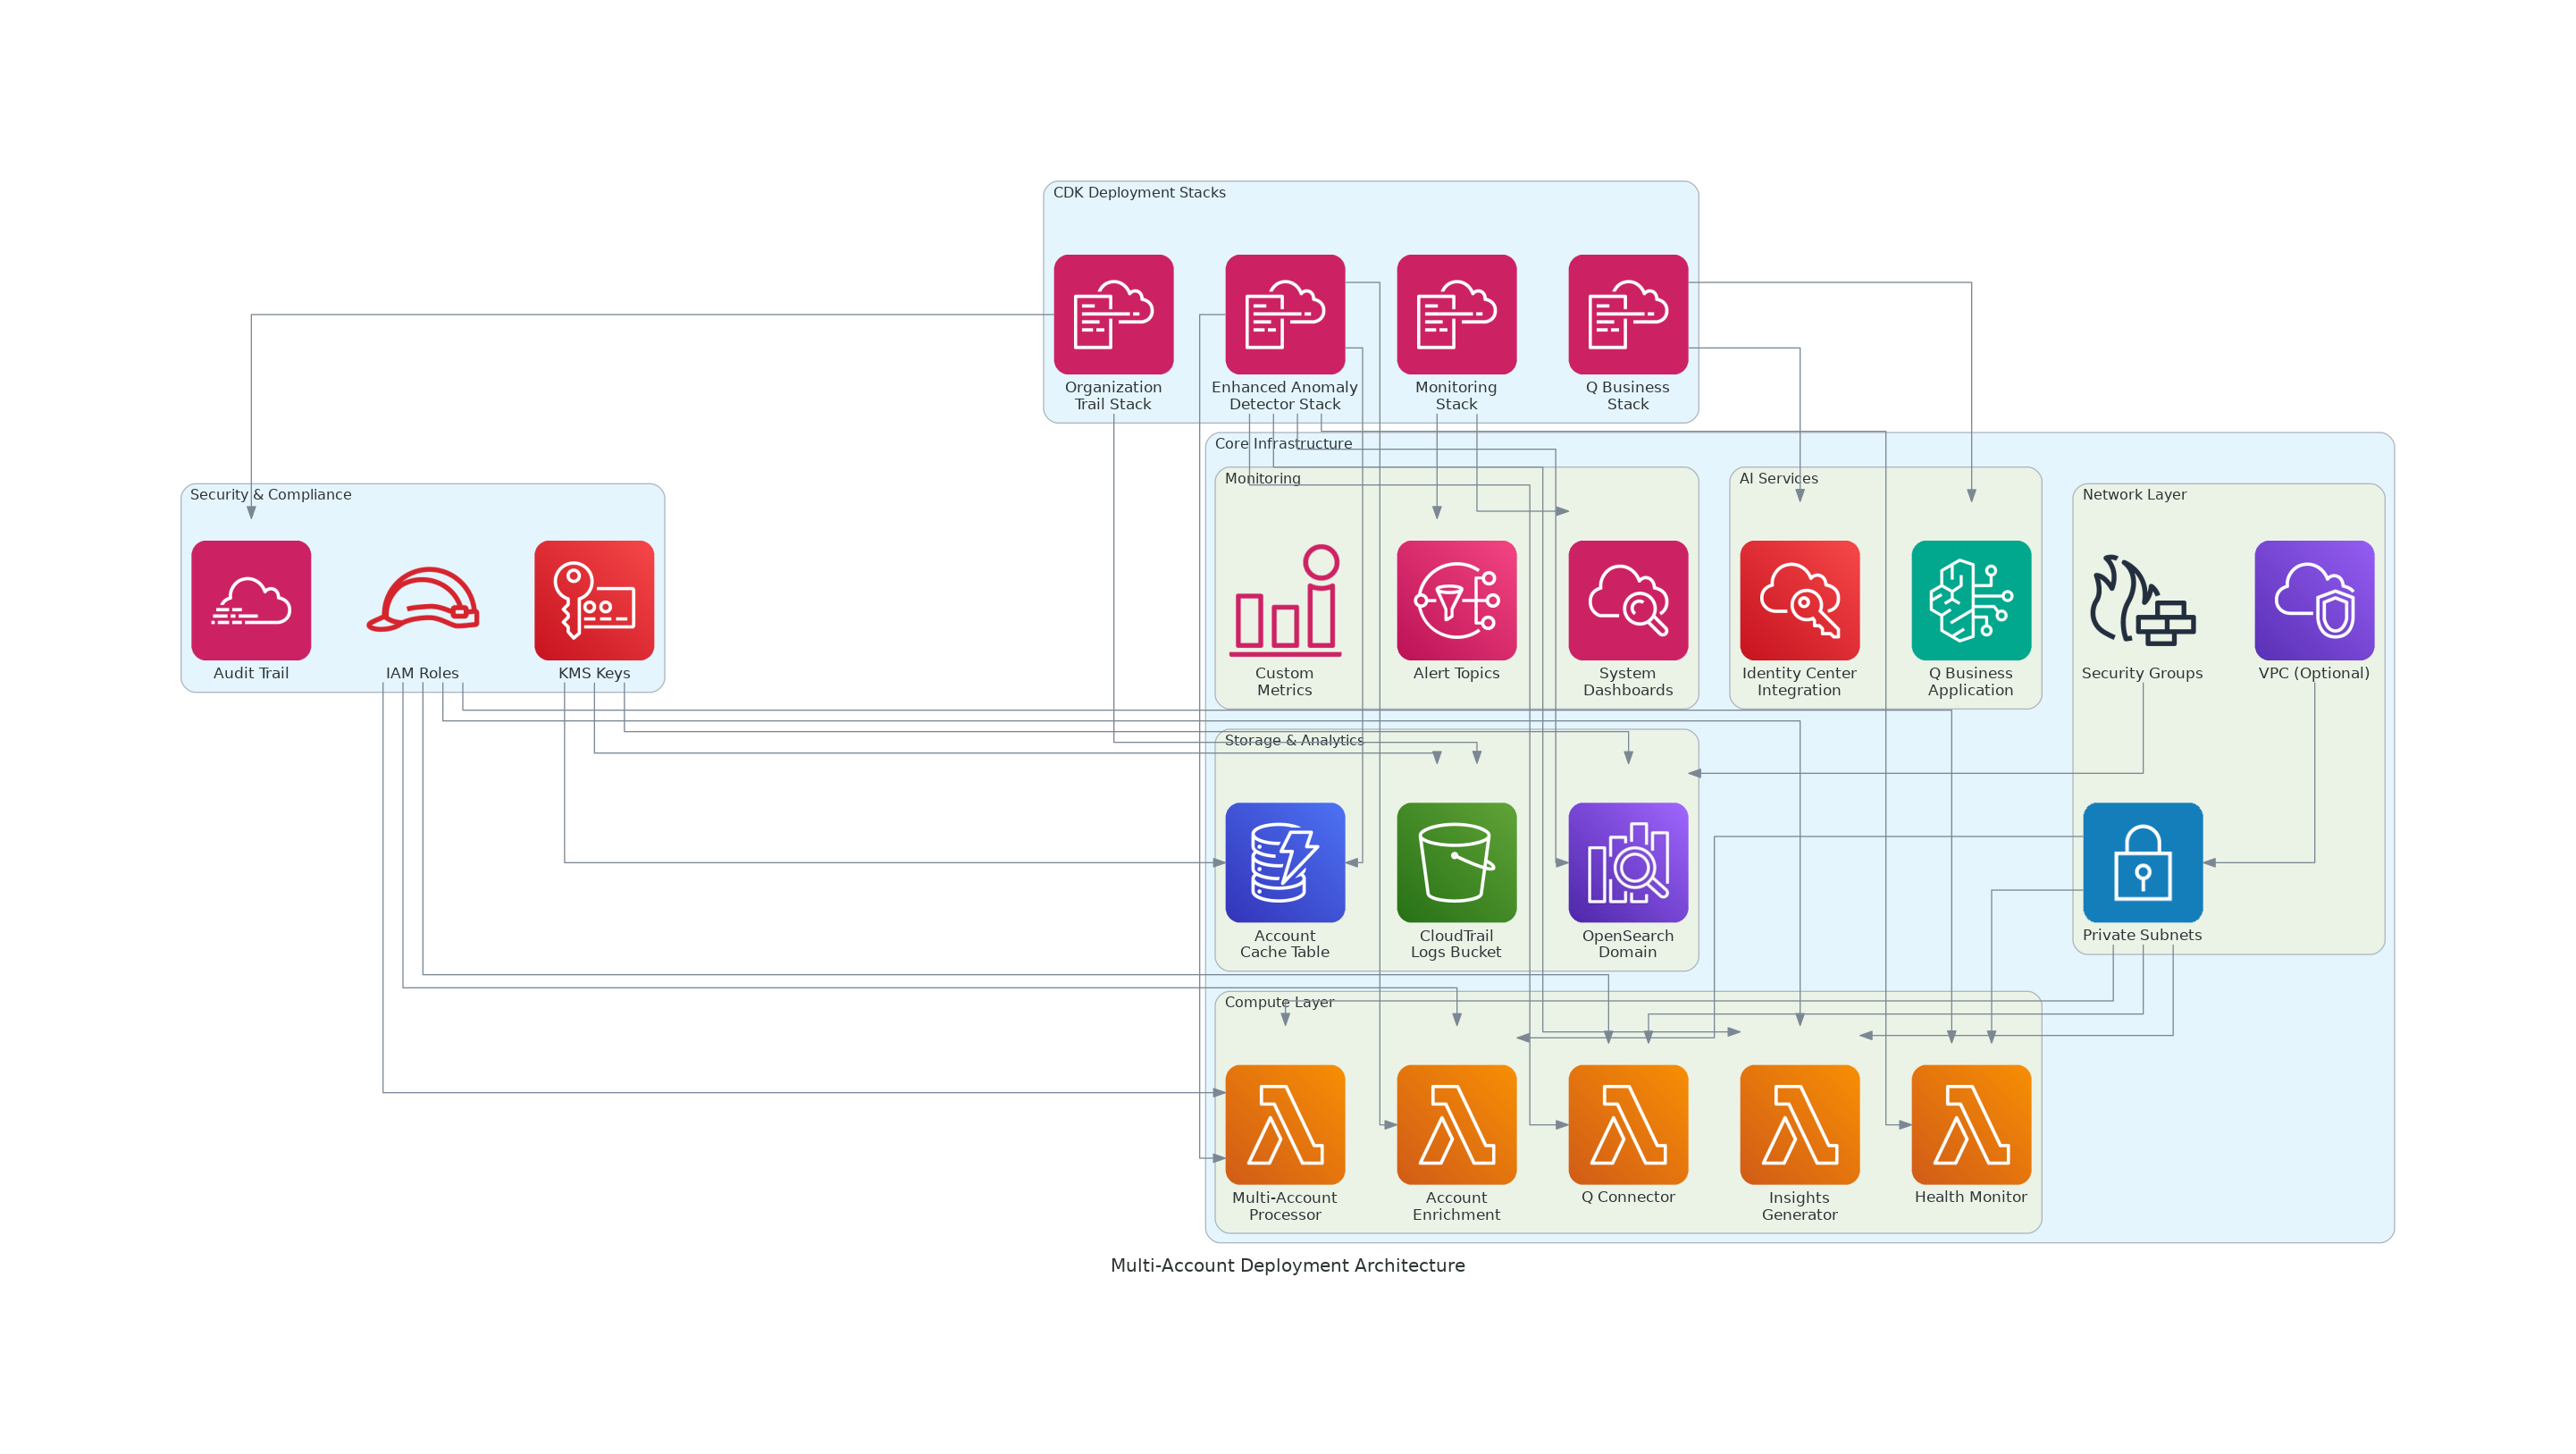 CDK Deployment Stacks
Organization
Trail Stack
Enhanced Anomaly
Detector Stack
Monitoring
Stack
Q Business
Stack
Security & Compliance
Audit Trail
IAM Roles
KMS Keys
Core Infrastructure
Monitoring
Custom
Metrics
Alert Topics
System
Dashboards
AI Services
Identity Center
Integration
Q Business
Application
Network Layer
Security Groups
VPC (Optional)
Private Subnets
Storage & Analytics
Account
Cache Table
CloudTrail
Logs Bucket
OpenSearch
Domain
Compute Layer
Multi-Account
Processor
Account
Enrichment
Q Connector
Insights
Generator
Health Monitor
Multi-Account Deployment Architecture